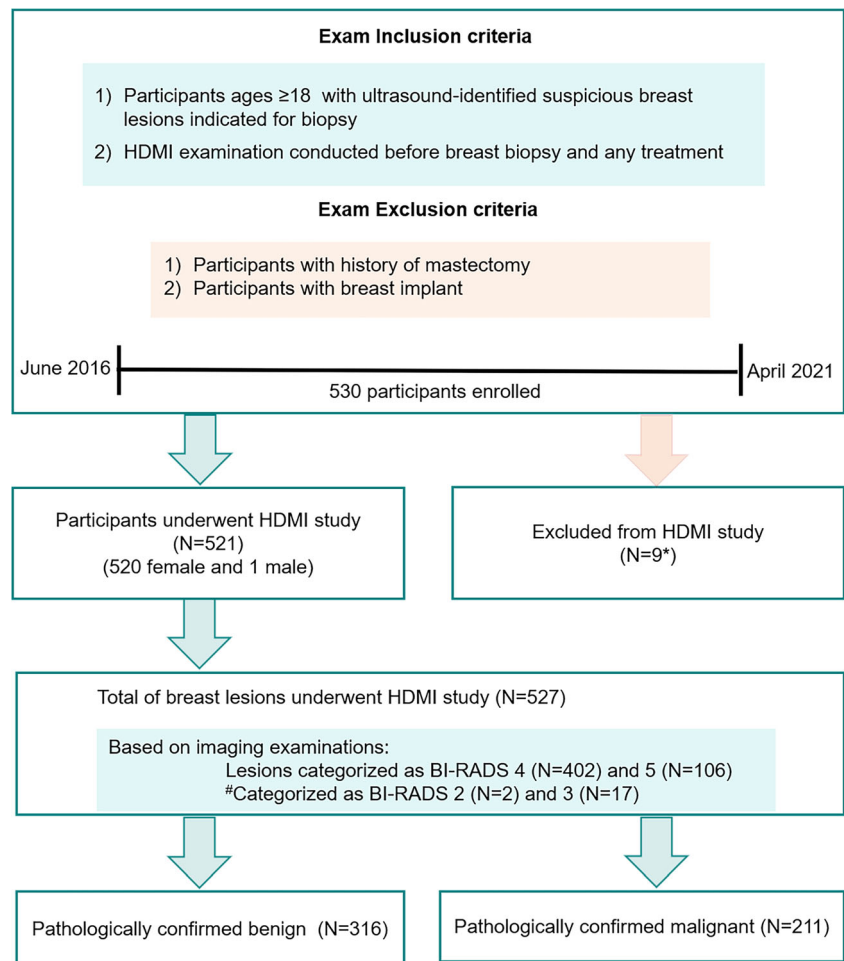 Exam Inclusion criteria
1) Participants ages ≥18 with ultrasound-identified suspicious breast
lesions indicated for biopsy
2) HDMI examination conducted before breast biopsy and any treatment
Exam Exclusion criteria
1) Participants with history of mastectomy
2) Participants with breast implant
June 2016
April 2021
530 participants enrolled
Participants underwent HDMI study
(N=521)
(520 female and 1 male)
Excluded from HDMI study
(N=9*)
Total of breast lesions underwent HDMI study (N=527)
Based on imaging examinations:
Lesions categorized as BI-RADS 4 (N=402) and 5 (N=106)
#Categorized as BI-RADS 2 (N=2) and 3 (N=17)
Pathologically confirmed benign (N=316)
Pathologically confirmed malignant (N=211)